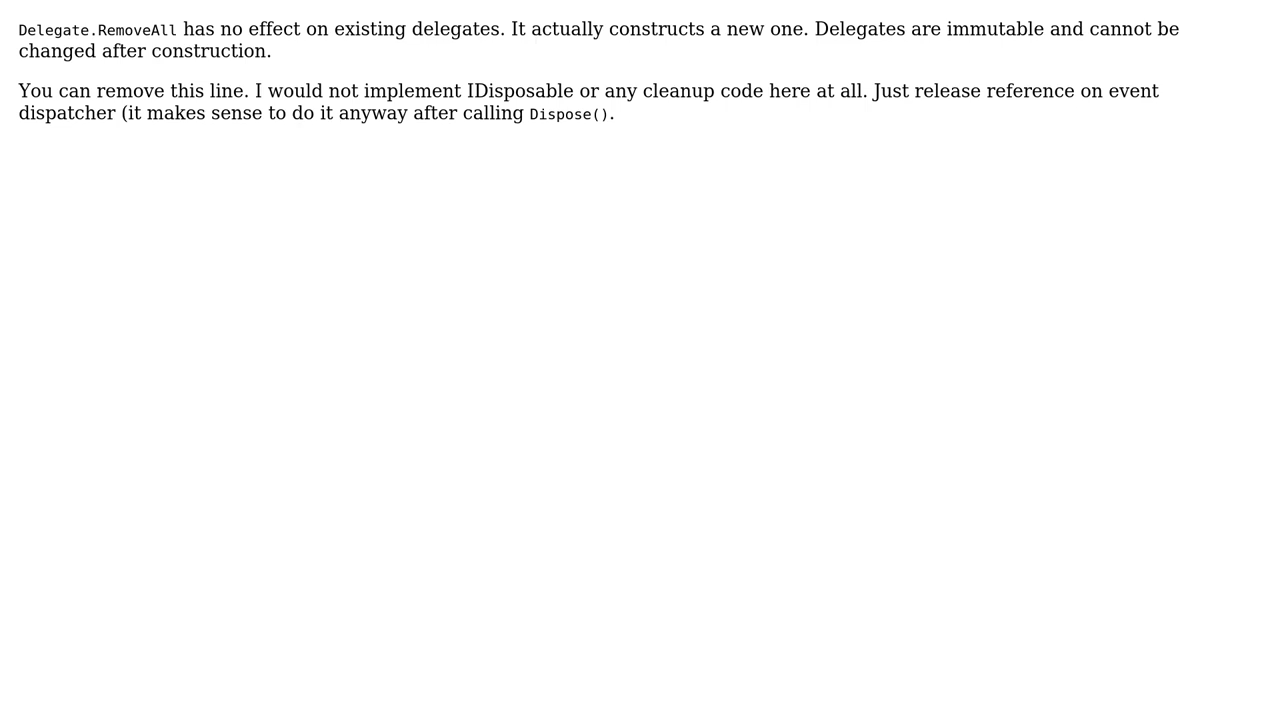 Delegate.RemoveAll has no effect on existing delegates. It actually constructs a new one. Delegates are immutable and cannot be
changed after construction.
You can remove this line. I would not implement IDisposable or any cleanup code here at all. Just release reference on event
dispatcher (it makes sense to do it anyway after calling Dispose().